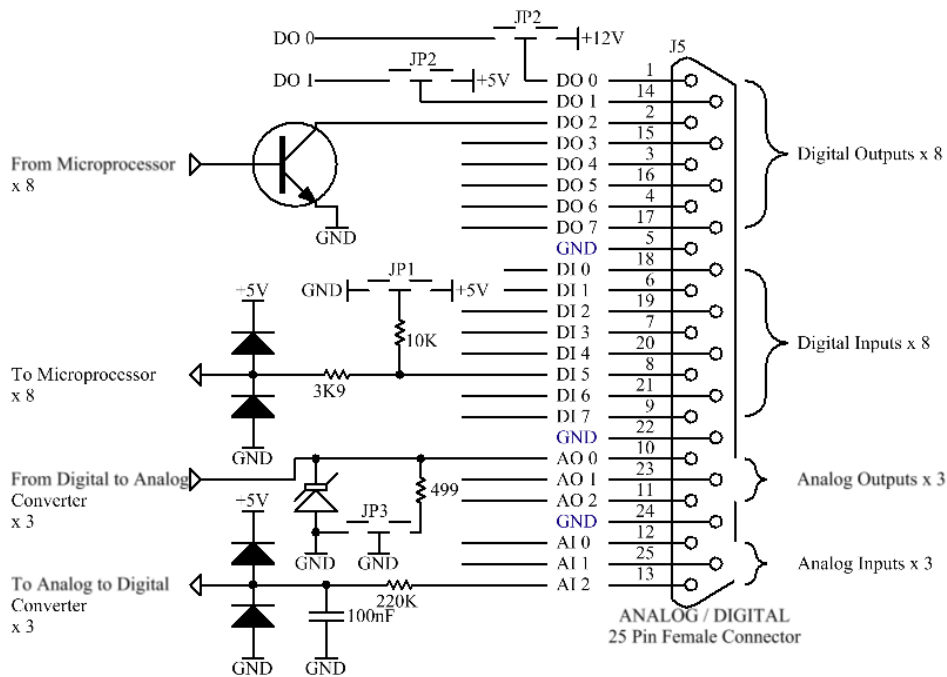 JP2
DO 0
+12V
J5
JP2
DO 1
+5V
DO 0 1
DO 1 14
DO 2 2
DO 3 15
DO 4 3
DO 5 16
DO 6 4
DO 7 17
GND 5
DI 0 18
DI 1 6
DI 2 19
DI 3 7
DI 4 20
DI 5 8
DI 6 21
DI 7 9
GND 22
AO 0 10
AO 1 23
AO 2 11
GND 24
AI 0 12
AI 1 25
AI 2 13
Digital Outputs x 8
Digital Inputs x 8
Analog Outputs x 3
Analog Inputs x 3
From Microprocessor
x 8
GND
JP1
GND
+5V
+5V
10K
To Microprocessor
x 8
3K9
GND
From Digital to Analog
Converter
x 3
499
JP3
+5V
GND
GND
To Analog to Digital
Converter
x 3
220K
100nF
GND
GND
ANALOG / DIGITAL
25 Pin Female Connector